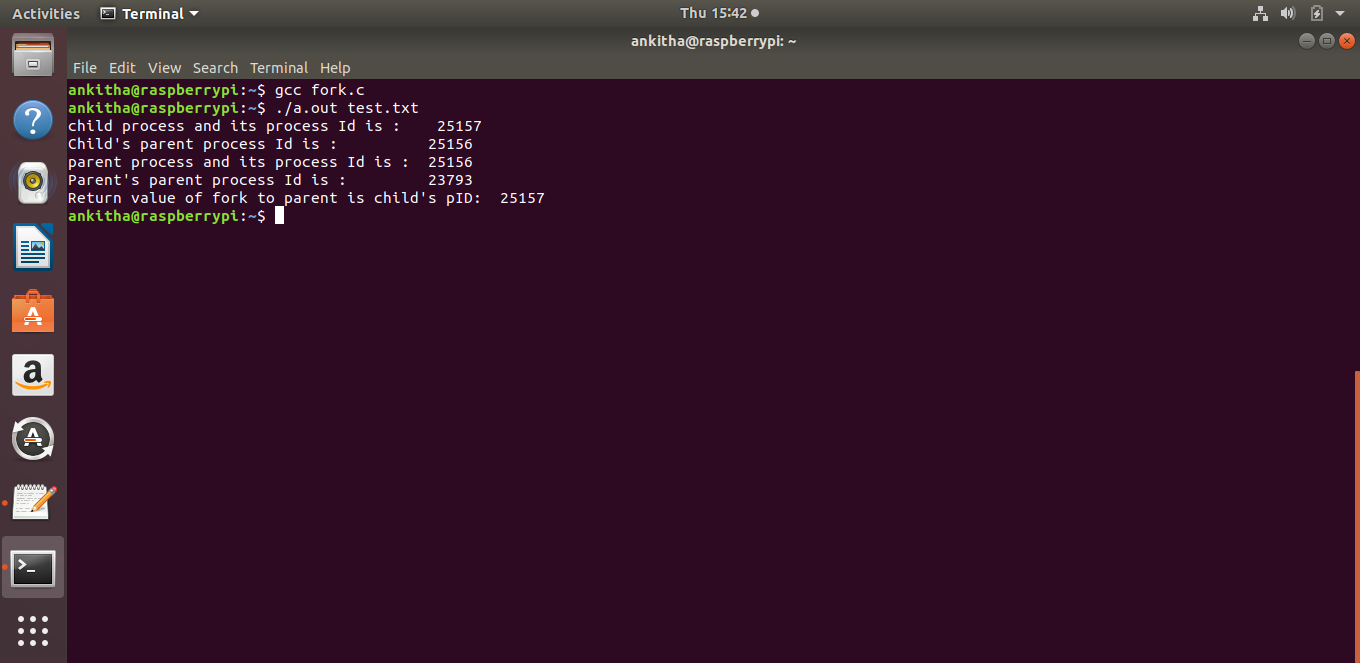 Activities Terminal Thu 15:42
ankitha@raspberrypi: ~
File Edit View Search Terminal Help
ankitha@raspberrypi:~$ gcc fork.c
ankitha@raspberrypi:~$ ./a.out test.txt
child process and its process Id is :    25157
Child's parent process Id is :          25156
parent process and its process Id is :  25156
Parent's parent process Id is :         23793
Return value of fork to parent is child's pID:  25157
ankitha@raspberrypi:~$